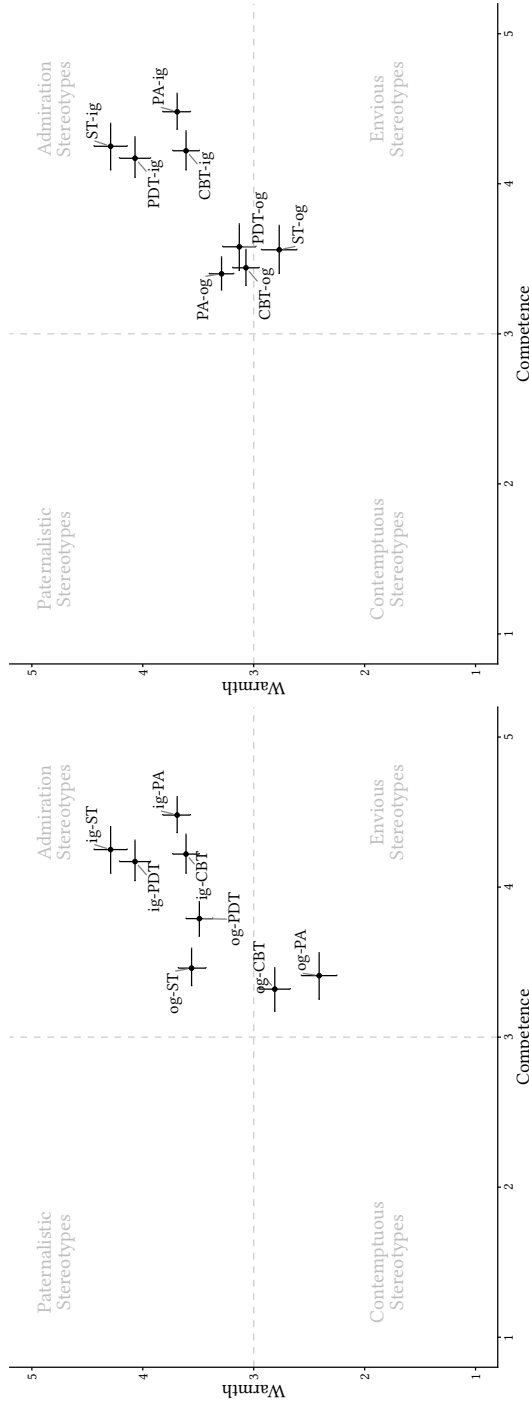 Paternalistic
Stereotypes
Admiration
Stereotypes
Contemptuous
Stereotypes
Envious
Stereotypes
ig-ST
ig-PDT
ig-PA
ig-CBT
og-ST
og-PDT
og-CBT
og-PA
5
4
3
2
1
Warmth
1
2
3
4
5
Competence
Paternalistic
Stereotypes
Admiration
Stereotypes
Contemptuous
Stereotypes
Envious
Stereotypes
ST-ig
PDT-ig
PA-ig
CBT-ig
PA-og
PDT-og
CBT-og
ST-og
5
4
3
2
1
Warmth
1
2
3
4
5
Competence